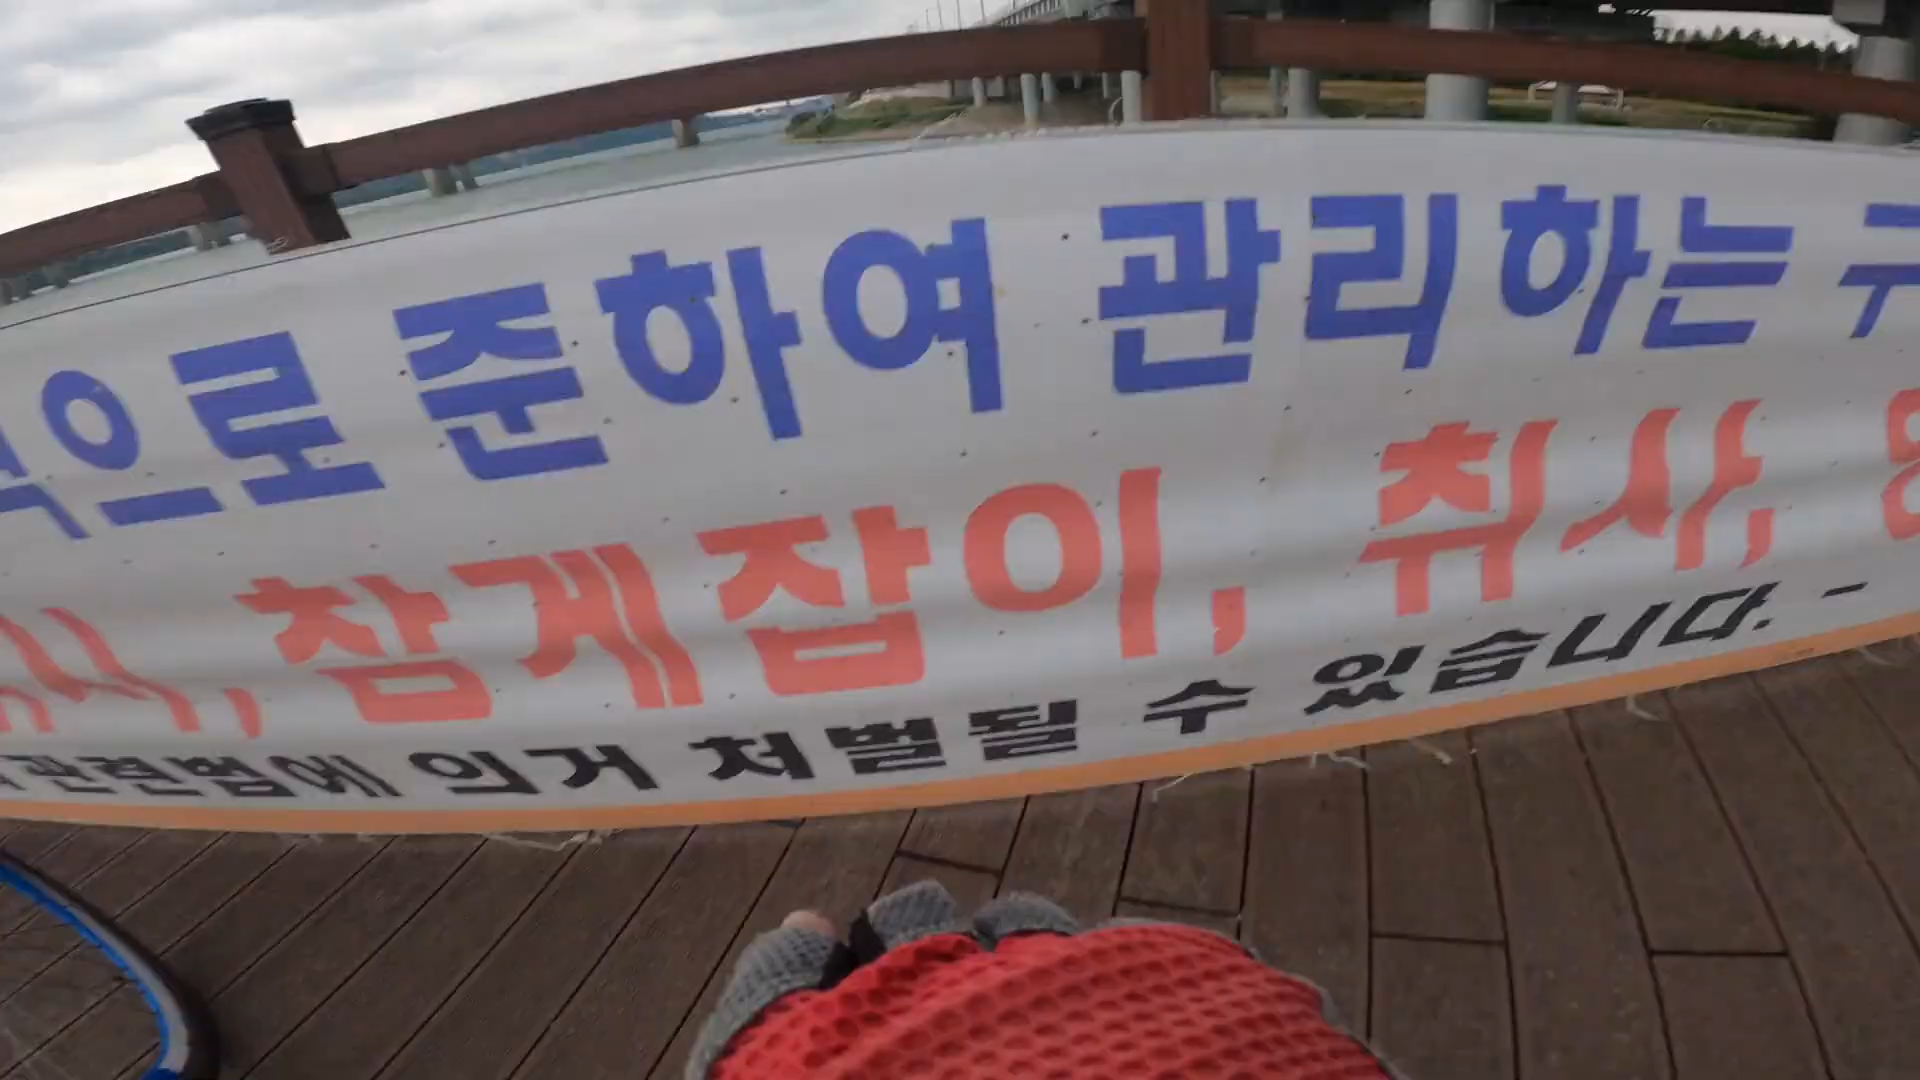 으로 준하여 관리하는
참게잡이, 취사,
관련법에 의거 처벌될 수 있습니다. -